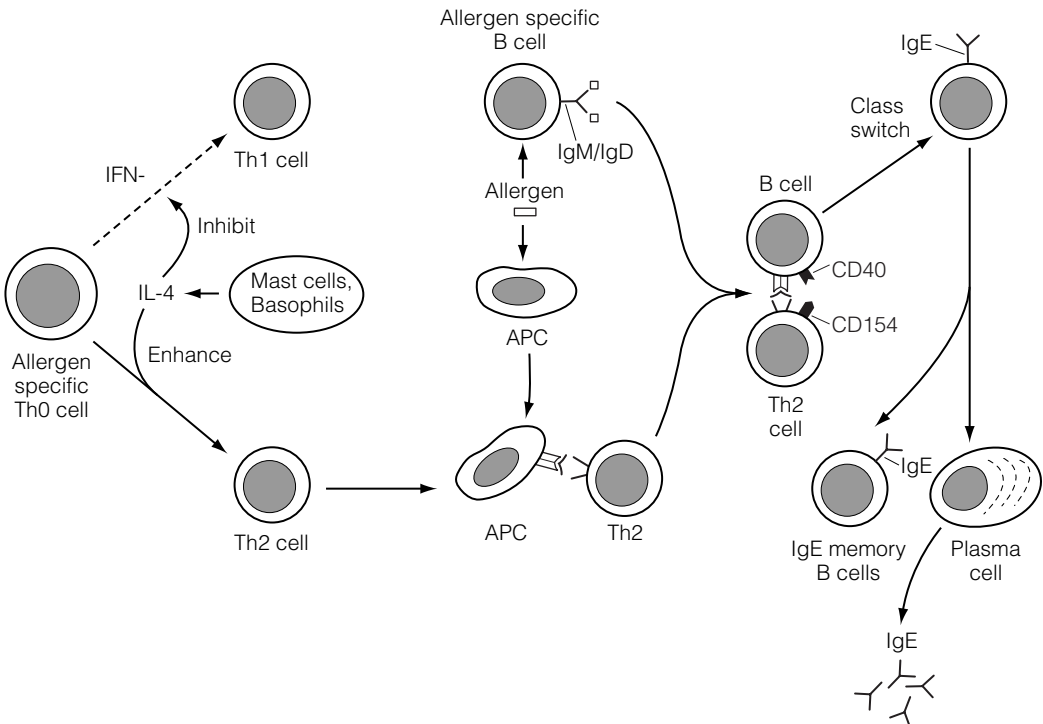 Allergen specific
B cell
IgE
Class
switch
IgM/IgD
Th1 cell
IFN-
Allergen
B cell
Inhibit
Mast cells,
Basophils
IL-4
CD40
APC
CD154
Enhance
Allergen
specific
Th0 cell
Th2
cell
IgE
Th2 cell
APC
Th2
IgE memory
B cells
Plasma
cell
IgE